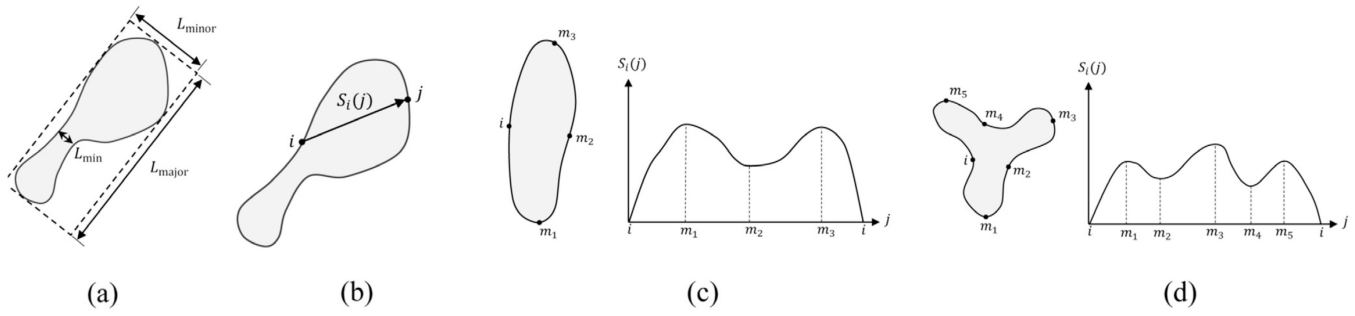 L_minor
L_min
L_major
(a)
S_i(j)
i
j
(b)
m_3
i
m_2
m_1
S_i(j)
i
m_1
m_2
m_3
i
j
(c)
m_5
m_4
m_3
i
m_2
m_1
S_i(j)
i
m_1
m_2
m_3
m_4
m_5
i
j
(d)